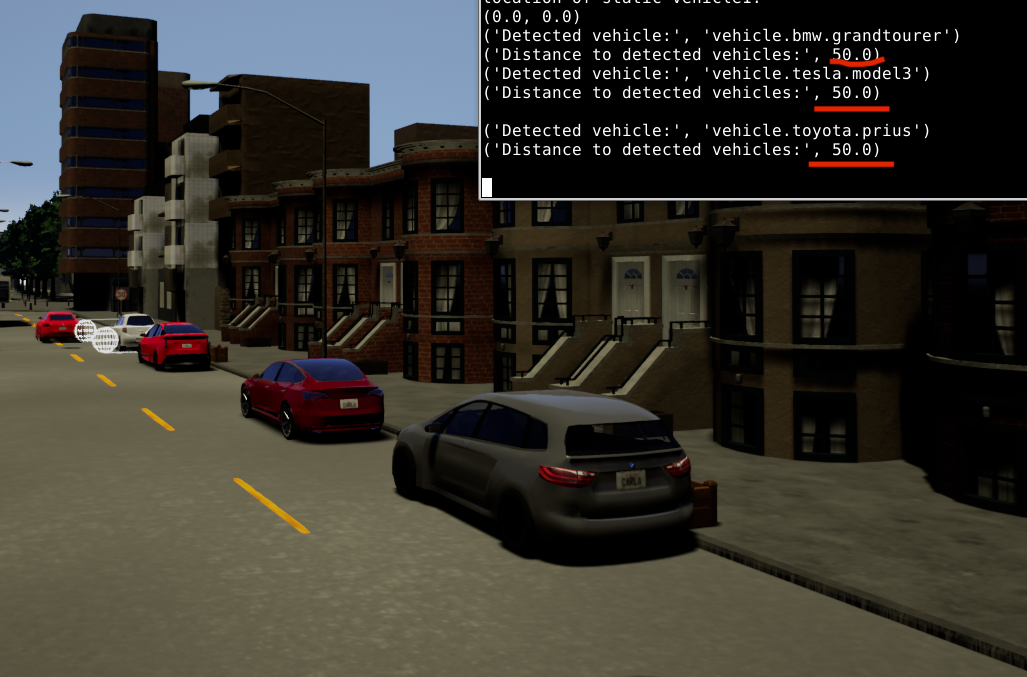 location of static vehicle1:
(0.0, 0.0)
('Detected vehicle:', 'vehicle.bmw.grandtourer')
('Distance to detected vehicles:', 50.0)
('Detected vehicle:', 'vehicle.tesla.model3')
('Distance to detected vehicles:', 50.0)
('Detected vehicle:', 'vehicle.toyota.prius')
('Distance to detected vehicles:', 50.0)
CARLA
CARLA